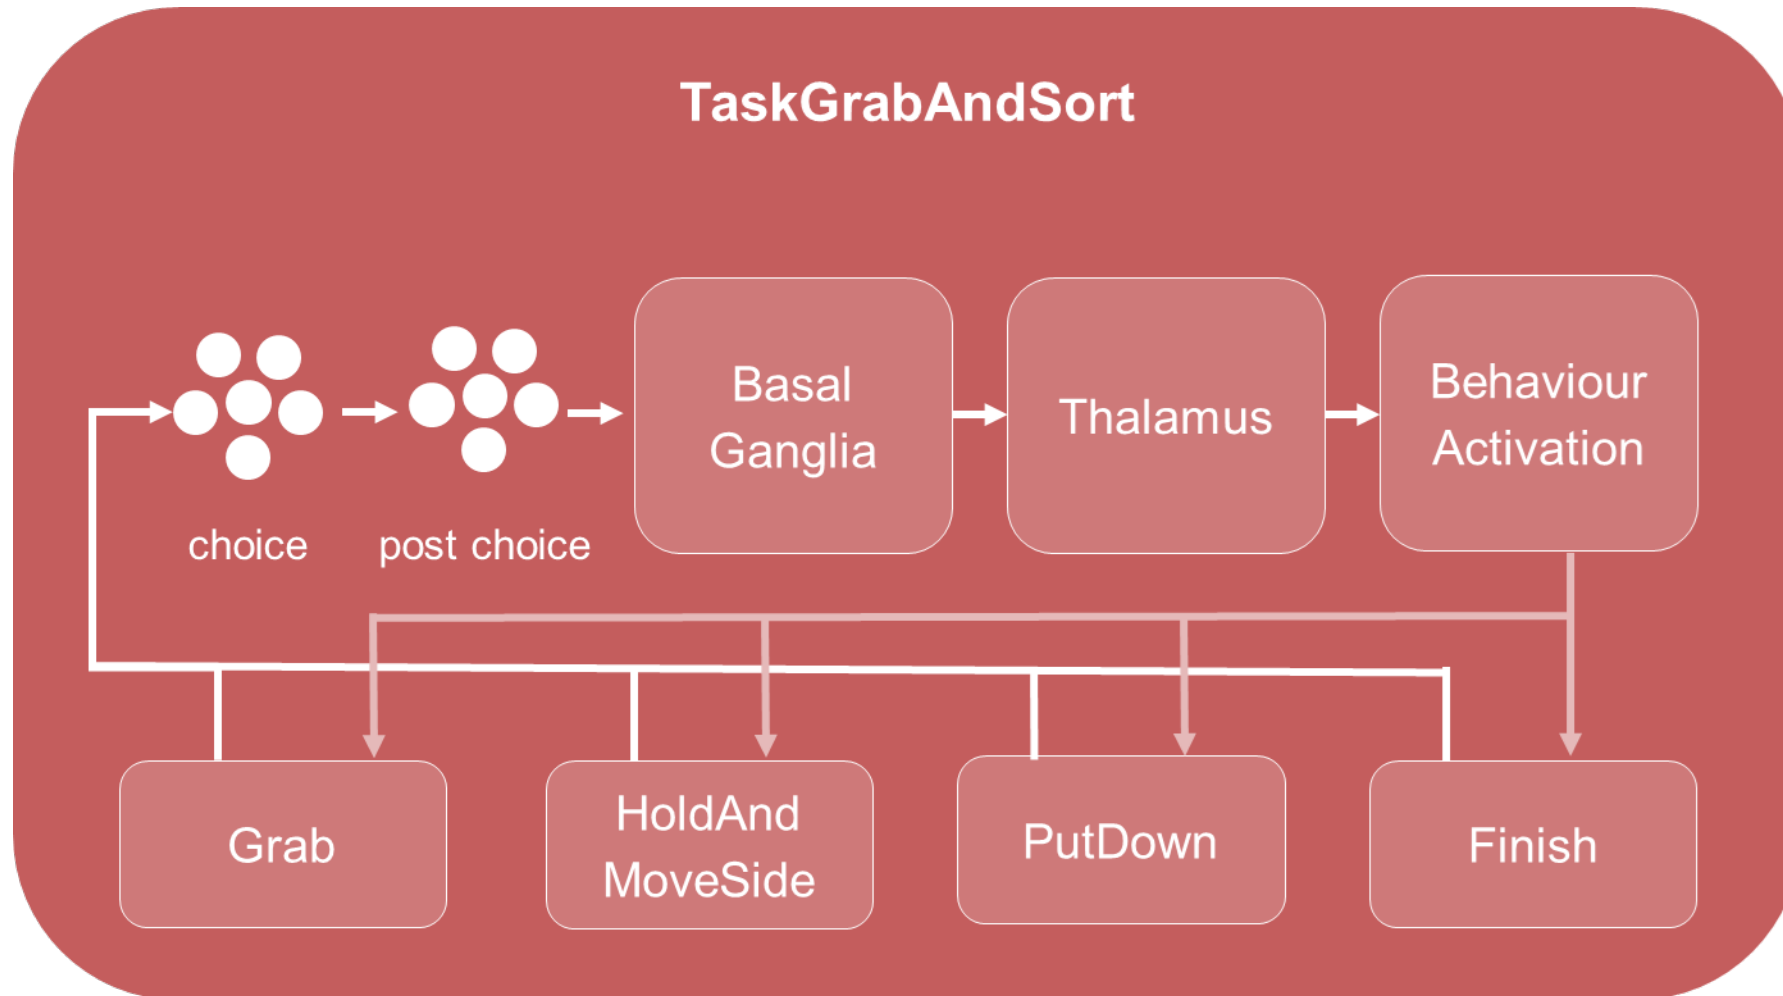 TaskGrabAndSort
choice
post choice
Basal
Ganglia
Thalamus
Behaviour
Activation
Grab
HoldAnd
MoveSide
PutDown
Finish